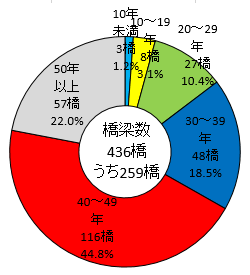 10年
未満
3橋
1.2%
10～19
年
8橋
3.1%
20～29
年
27橋
10.4%
30～39
年
48橋
18.5%
40～49
年
116橋
44.8%
50年
以上
57橋
22.0%
橋梁数
436橋
うち259橋